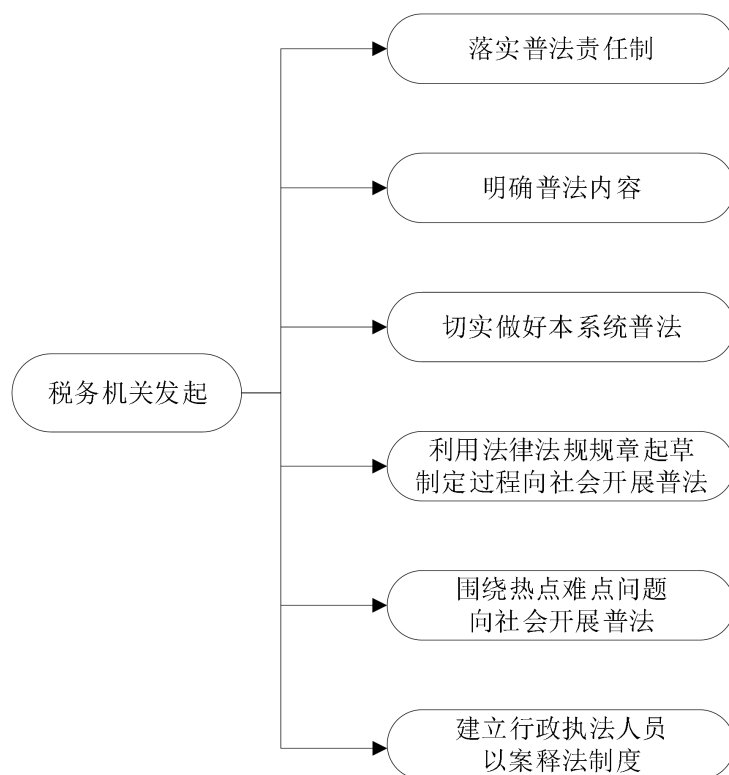 落实普法责任制
明确普法内容
切实做好本系统普法
税务机关发起
利用法律法规规章起草
制定过程向社会开展普法
围绕热点难点问题
向社会开展普法
建立行政执法人员
以案释法制度